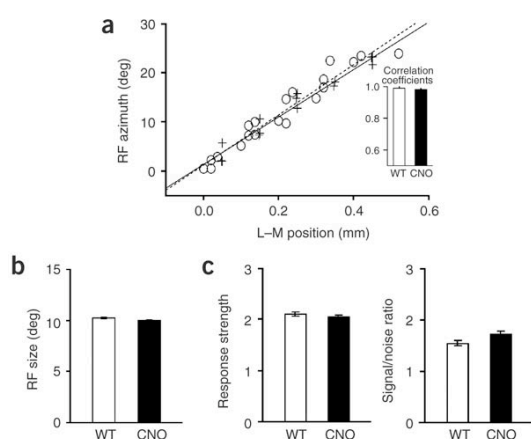 a
RF azimuth (deg)
30
20
10
0
0.0 0.2 0.4 0.6
L–M position (mm)
Correlation
coefficients
1.0
0.8
0.6
WT CNO
b
RF size (deg)
15
10
5
0
WT CNO
c
Response strength
3
2
1
0
WT CNO
Signal/noise ratio
3
2
1
0
WT CNO